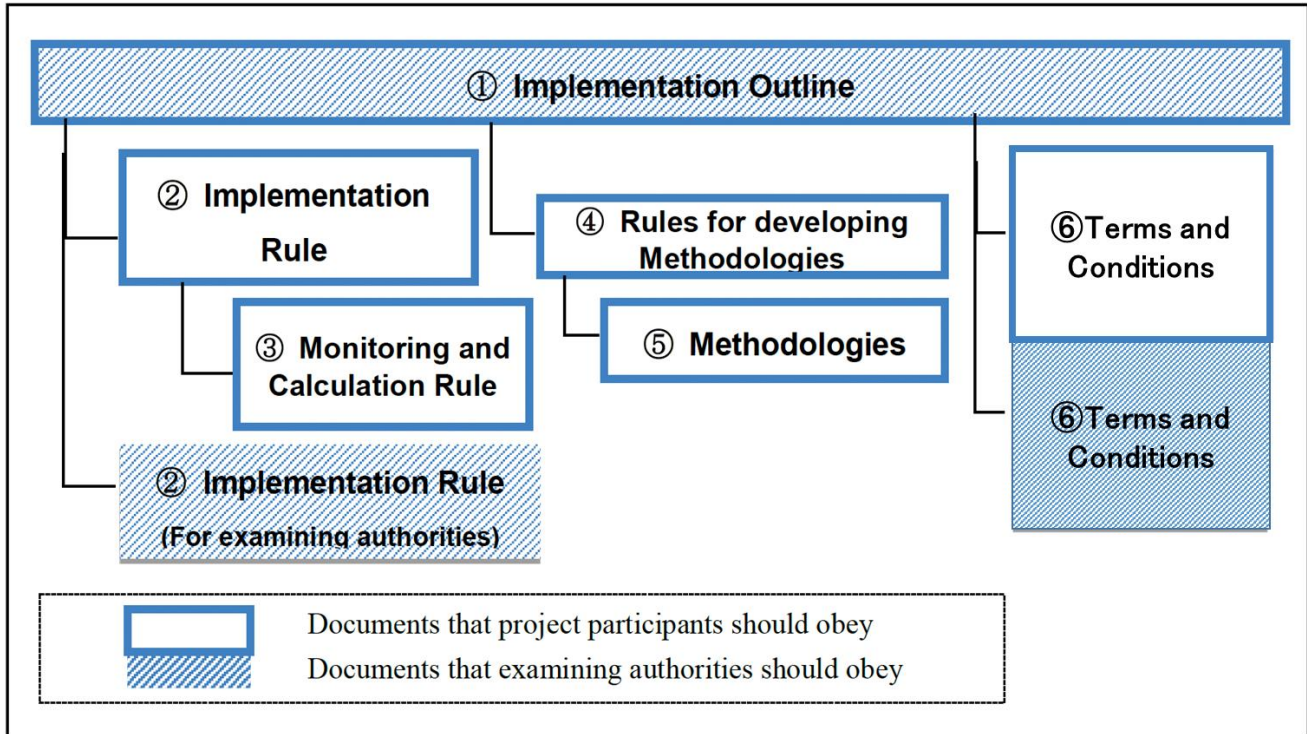 ① Implementation Outline
② Implementation
Rule
③ Monitoring and
Calculation Rule
② Implementation Rule
(For examining authorities)
④ Rules for developing
Methodologies
⑤ Methodologies
⑥Terms and
Conditions
⑥Terms and
Conditions
Documents that project participants should obey
Documents that examining authorities should obey